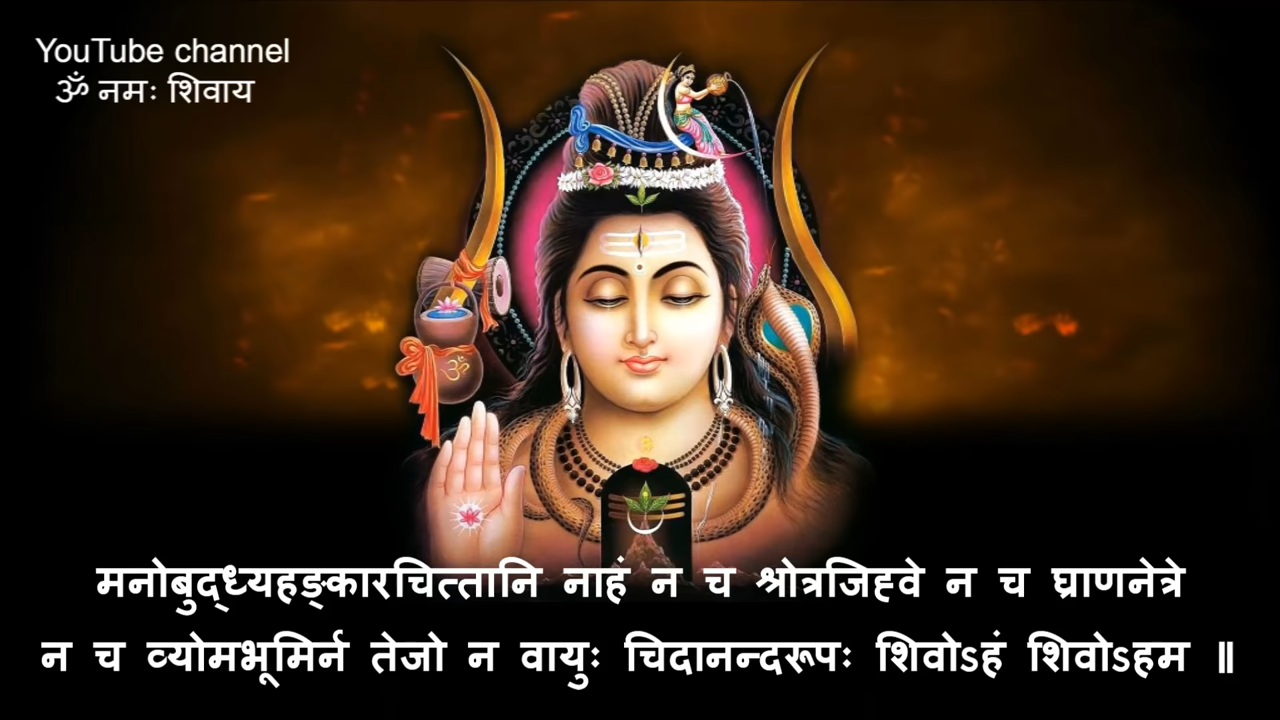 YouTube channel
ॐ नमः शिवाय
ॐ
मनोबुद्ध्यहङ्कारचित्तानि नाहं न च श्रोत्रजिह्वे न च घ्राणनेत्रे
न च व्योमभूमिर्न तेजो न वायुः चिदानन्दरूपः शिवोऽहं शिवोऽहम ॥